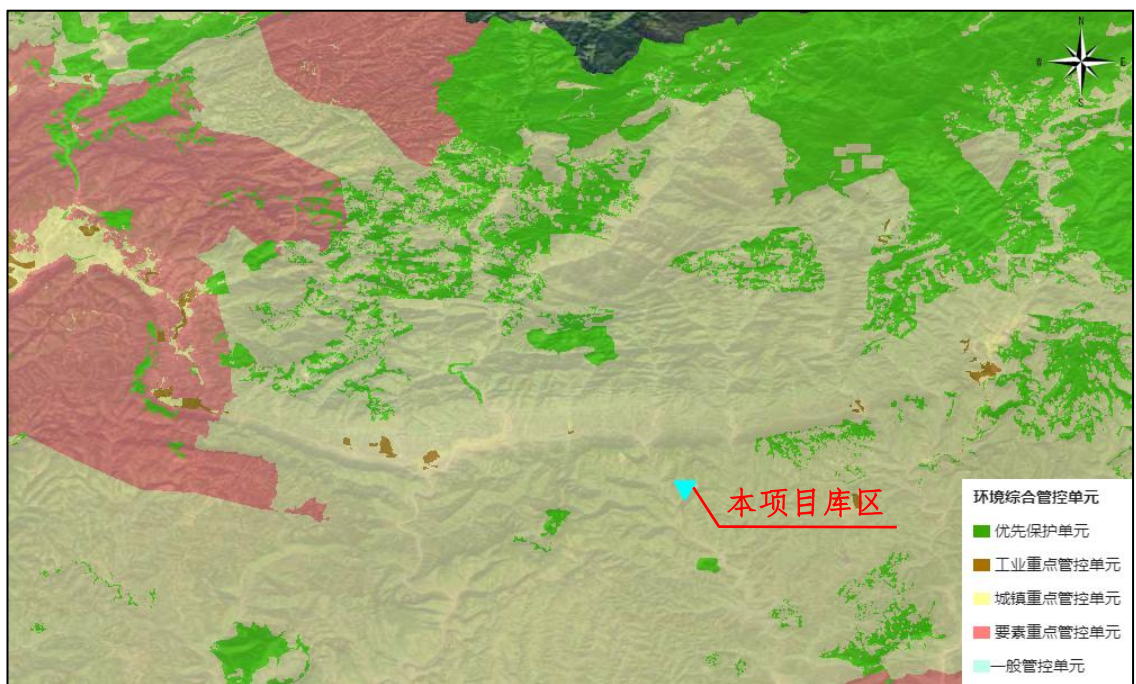 N
W
E
S
本项目库区
环境综合管控单元
优先保护单元
工业重点管控单元
城镇重点管控单元
要素重点管控单元
一般管控单元